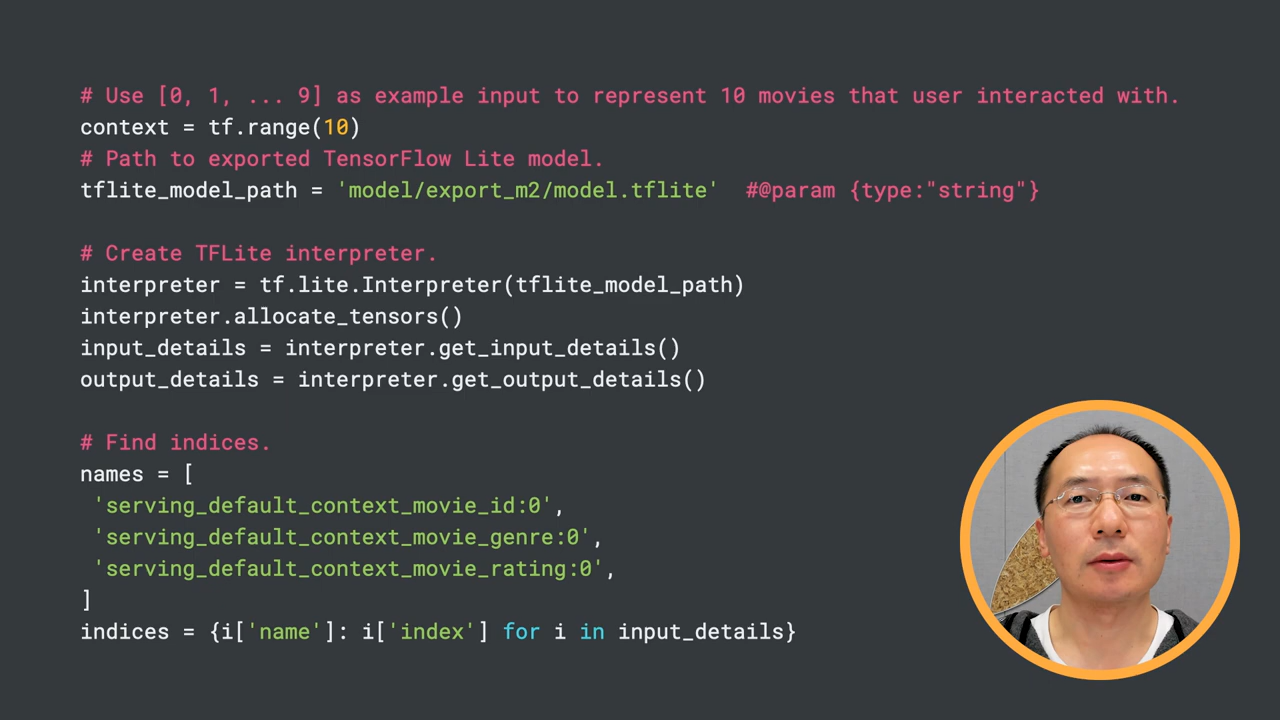 # Use [0, 1, ... 9] as example input to represent 10 movies that user interacted with.
context = tf.range(10)
# Path to exported TensorFlow Lite model.
tflite_model_path = 'model/export_m2/model.tflite'  #@param {type:"string"}
# Create TFLite interpreter.
interpreter = tf.lite.Interpreter(tflite_model_path)
interpreter.allocate_tensors()
input_details = interpreter.get_input_details()
output_details = interpreter.get_output_details()
# Find indices.
names = [
 'serving_default_context_movie_id:0',
 'serving_default_context_movie_genre:0',
 'serving_default_context_movie_rating:0',
]
indices = {i['name']: i['index'] for i in input_details}